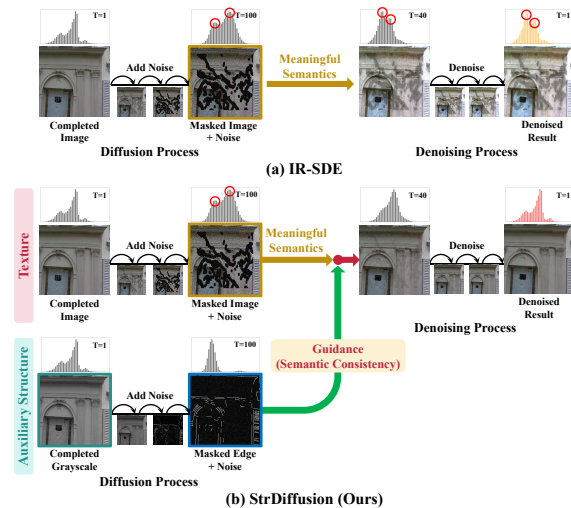 T=1
T=100
T=40
T=1
Add Noise
Meaningful
Semantics
Denoise
Completed
Image
Masked Image
+ Noise
Denoised
Result
Diffusion Process
Denoising Process
(a) IR-SDE
Texture
T=1
T=100
T=40
T=1
Add Noise
Meaningful
Semantics
Denoise
Completed
Image
Masked Image
+ Noise
Denoised
Result
Denoising Process
Auxiliary Structure
T=1
T=100
Add Noise
Guidance
(Semantic Consistency)
Completed
Grayscale
Masked Edge
+ Noise
Diffusion Process
(b) StrDiffusion (Ours)